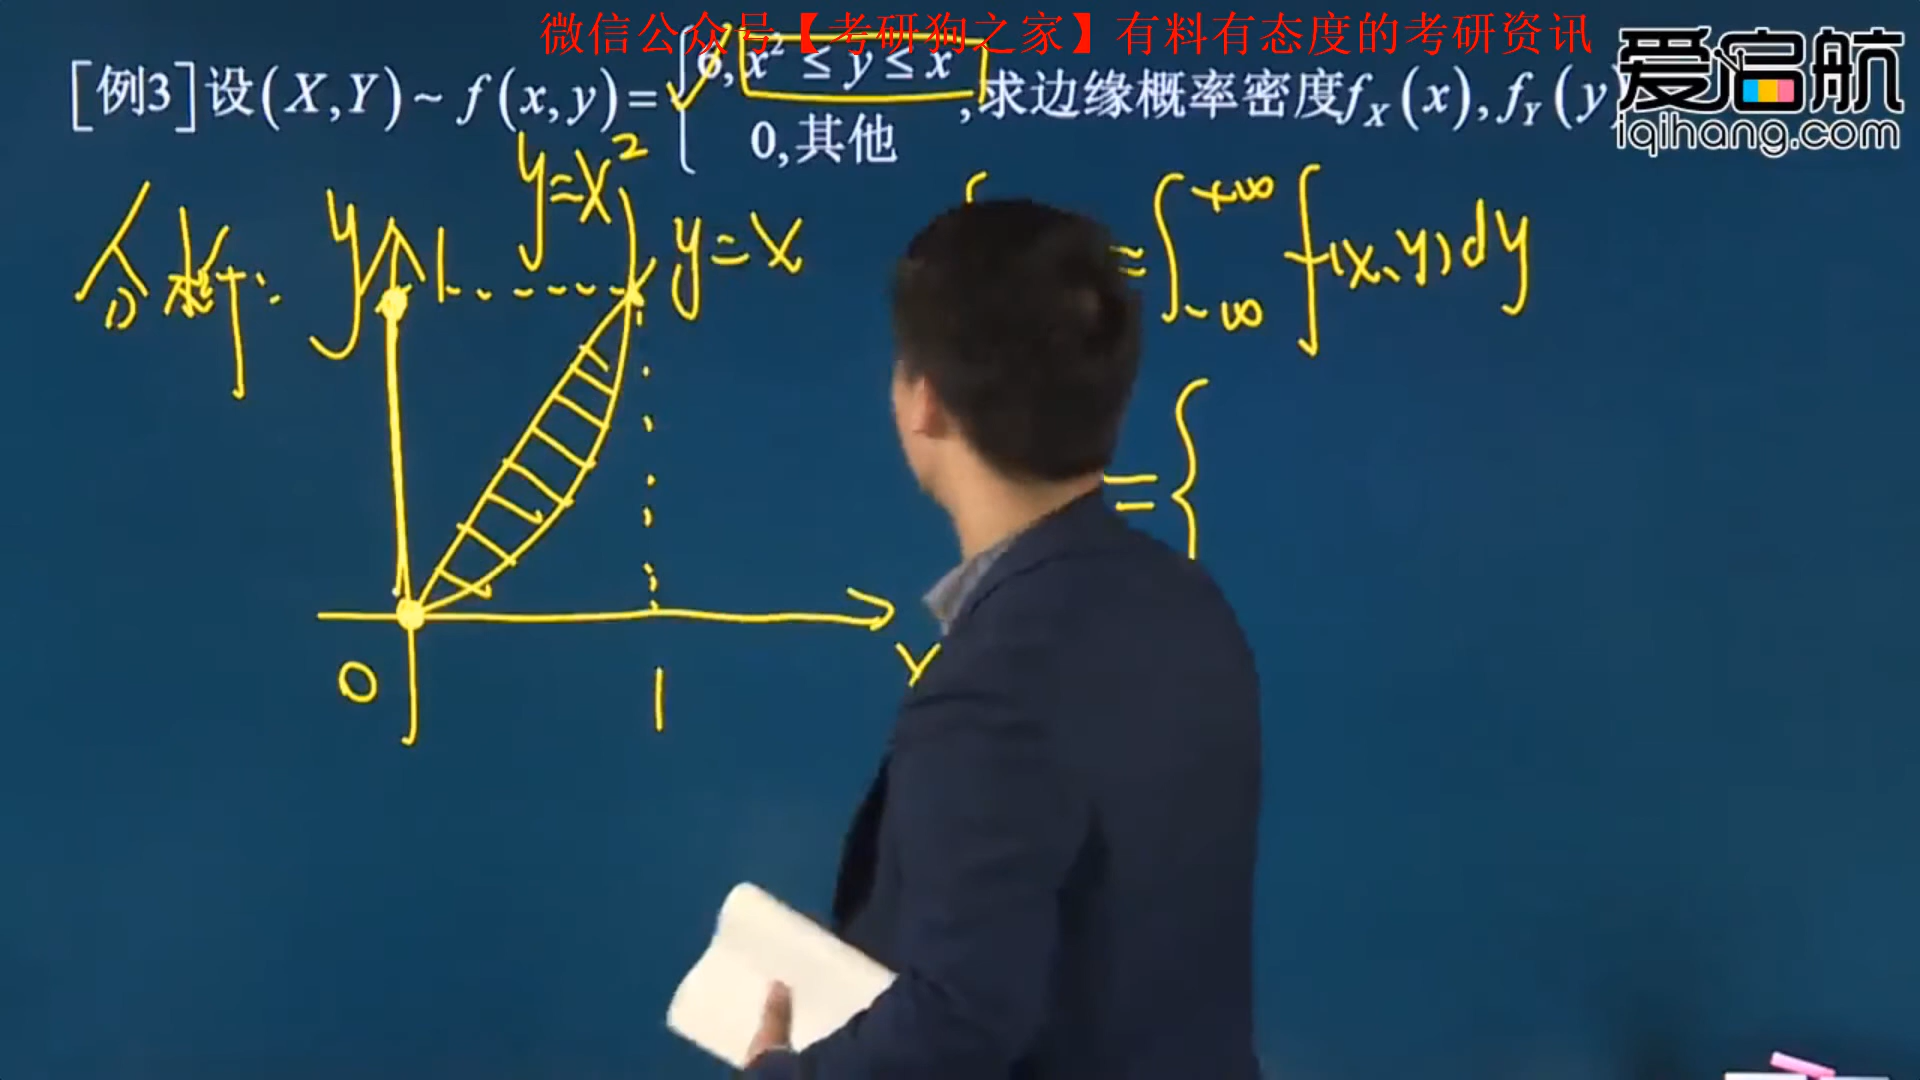 微信公众号【考研狗之家】有料有态度的考研资讯
爱启航
iqihang.com
[例3]设(X,Y)~f(x,y)={6, x² ≤ y ≤ x
0,其他
,求边缘概率密度f_X(x), f_Y(y)
分析:
y
1
y=x²
y=x
0
1
= ∫_{-∞}^{+∞} f(x,y)dy
= {